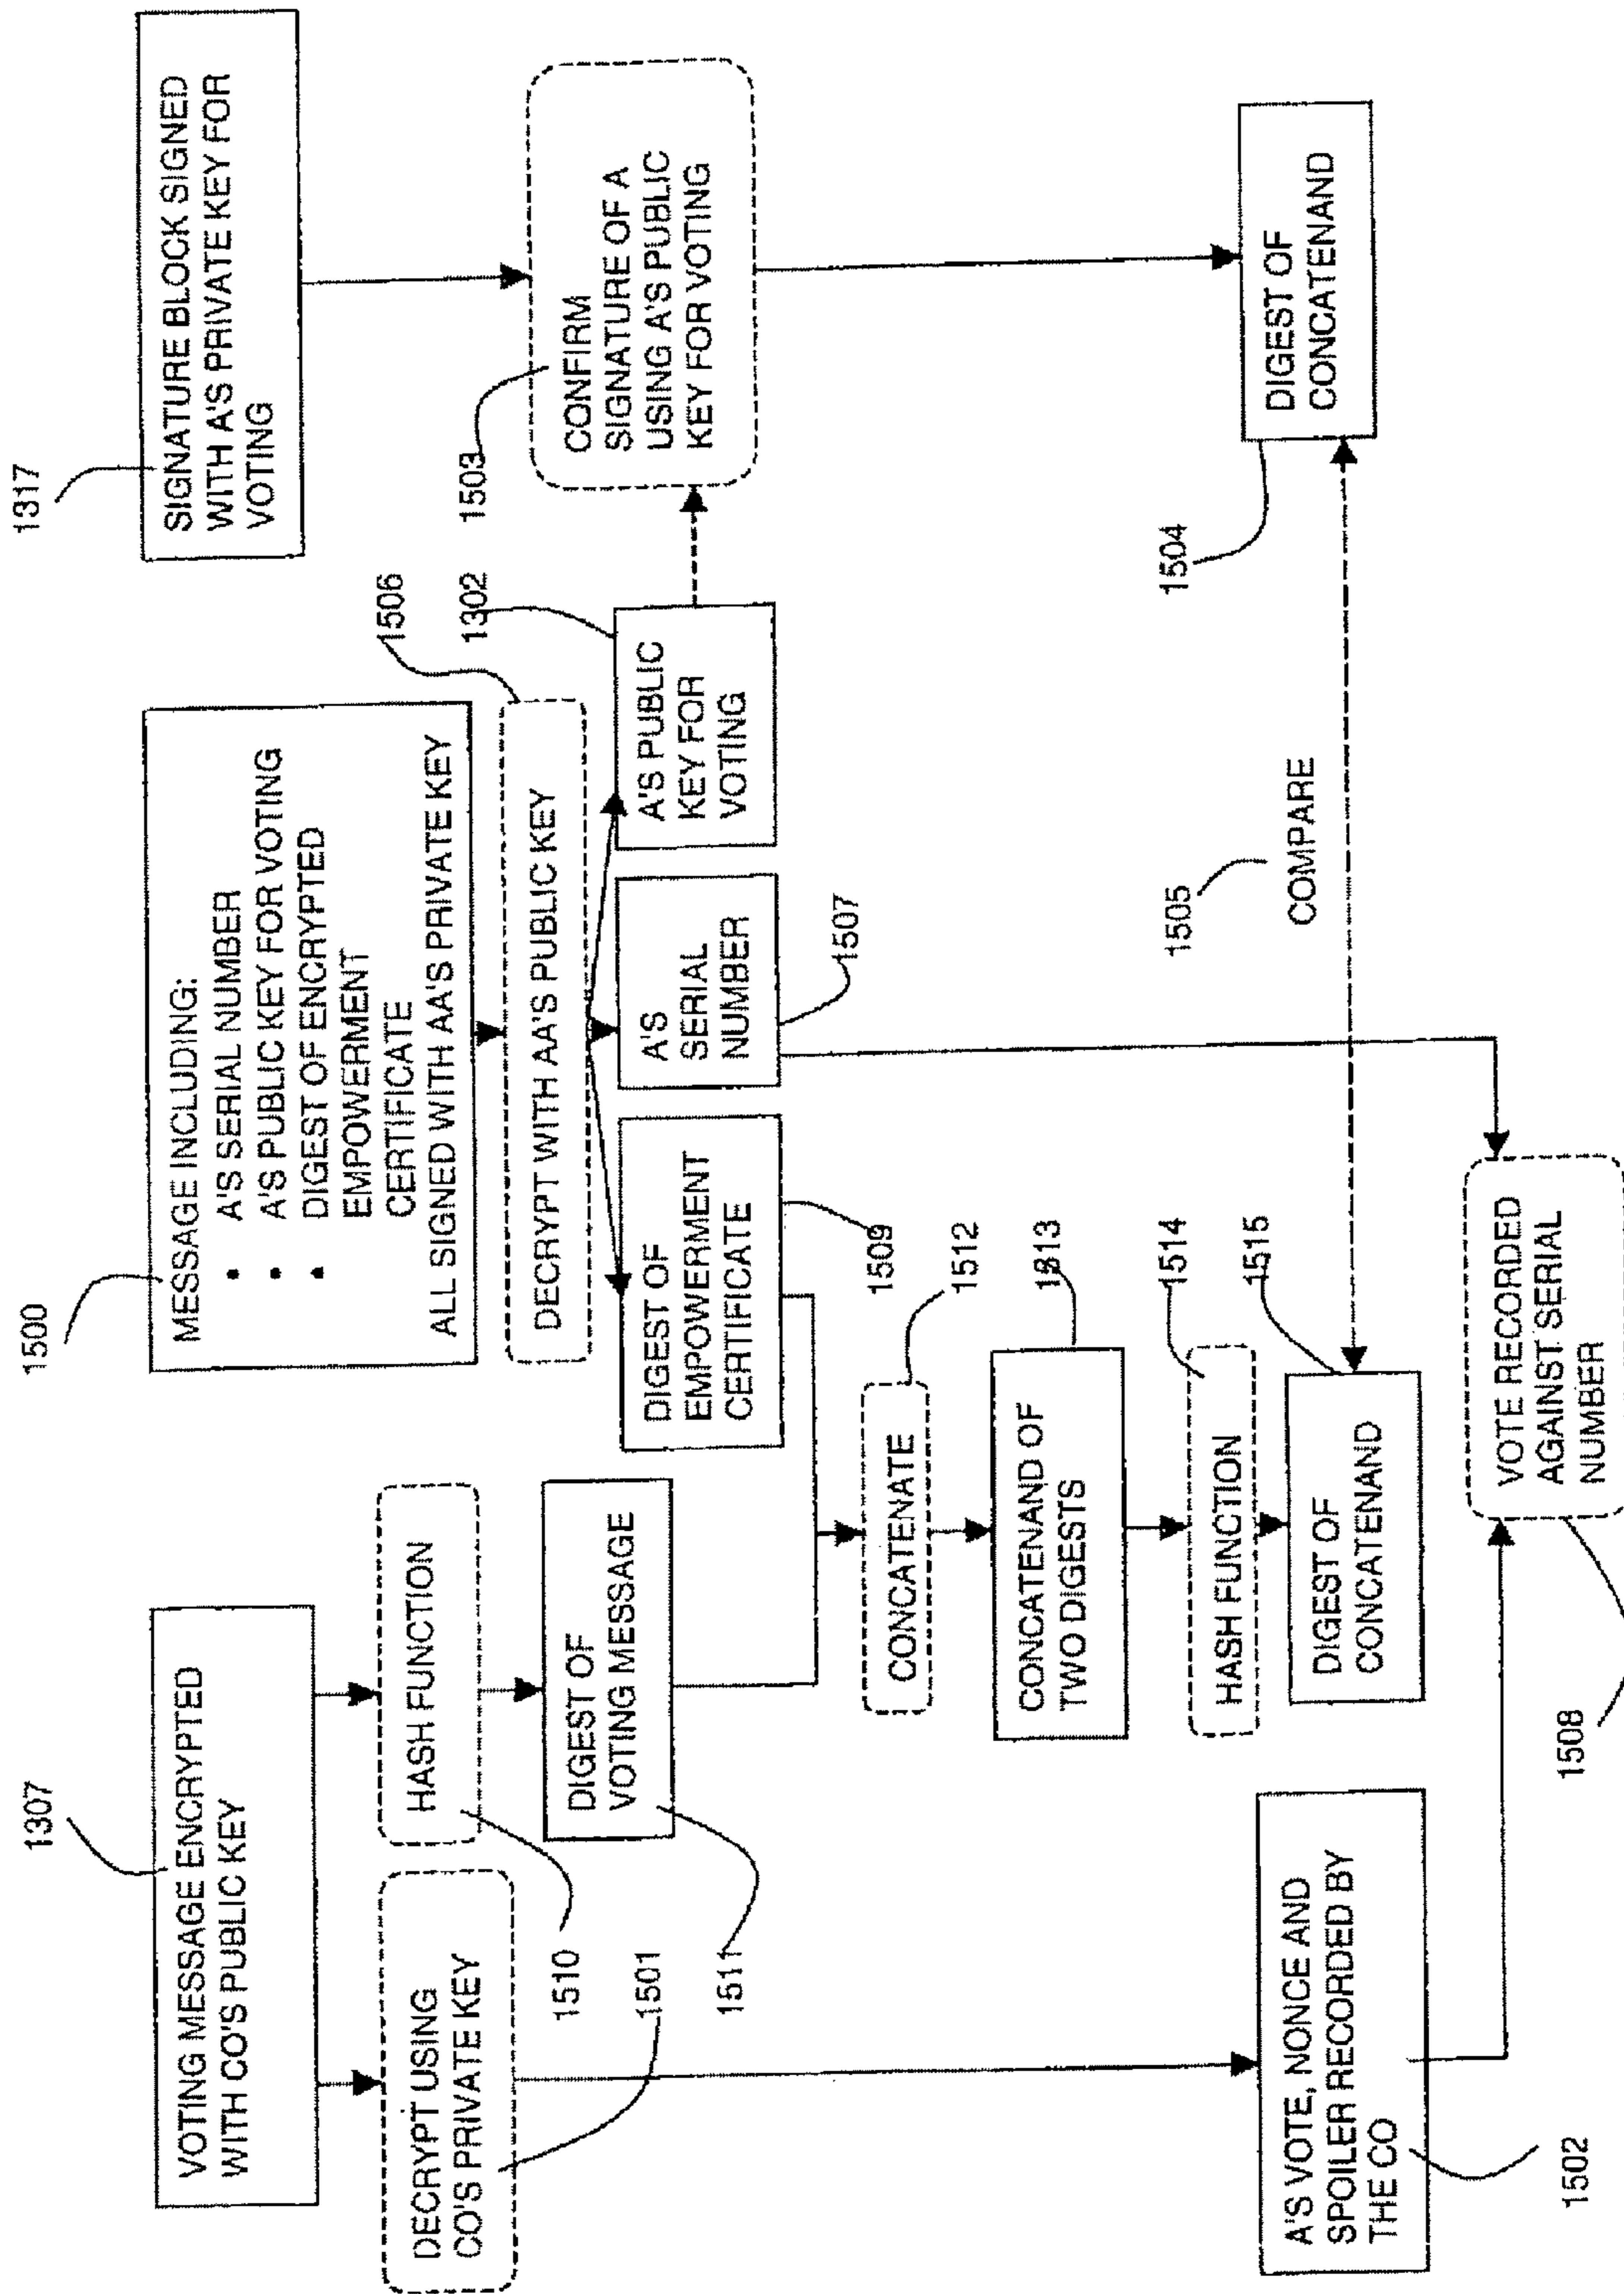 1307
VOTING MESSAGE ENCRYPTED
WITH CO'S PUBLIC KEY
1500
MESSAGE INCLUDING:
• A'S SERIAL NUMBER
• A'S PUBLIC KEY FOR VOTING
• DIGEST OF ENCRYPTED
EMPOWERMENT
CERTIFICATE
ALL SIGNED WITH AA'S PRIVATE KEY
1317
SIGNATURE BLOCK SIGNED
WITH A'S PRIVATE KEY FOR
VOTING
DECRYPT USING
CO'S PRIVATE KEY
1501
HASH FUNCTION
1510
DECRYPT WITH AA'S PUBLIC KEY
1506
DIGEST OF
VOTING MESSAGE
1511
DIGEST OF
EMPOWERMENT
CERTIFICATE
1509
A'S
SERIAL
NUMBER
1507
A'S PUBLIC
KEY FOR
VOTING
1302
CONFIRM
SIGNATURE OF A
USING A'S PUBLIC
KEY FOR VOTING
1503
CONCATENATE
1512
CONCATENAND OF
TWO DIGESTS
1513
HASH FUNCTION
1514
DIGEST OF
CONCATENAND
1515
1505
COMPARE
DIGEST OF
CONCATENAND
1504
A'S VOTE, NONCE AND
SPOILER RECORDED BY
THE CO
1502
VOTE RECORDED
AGAINST SERIAL
NUMBER
1508